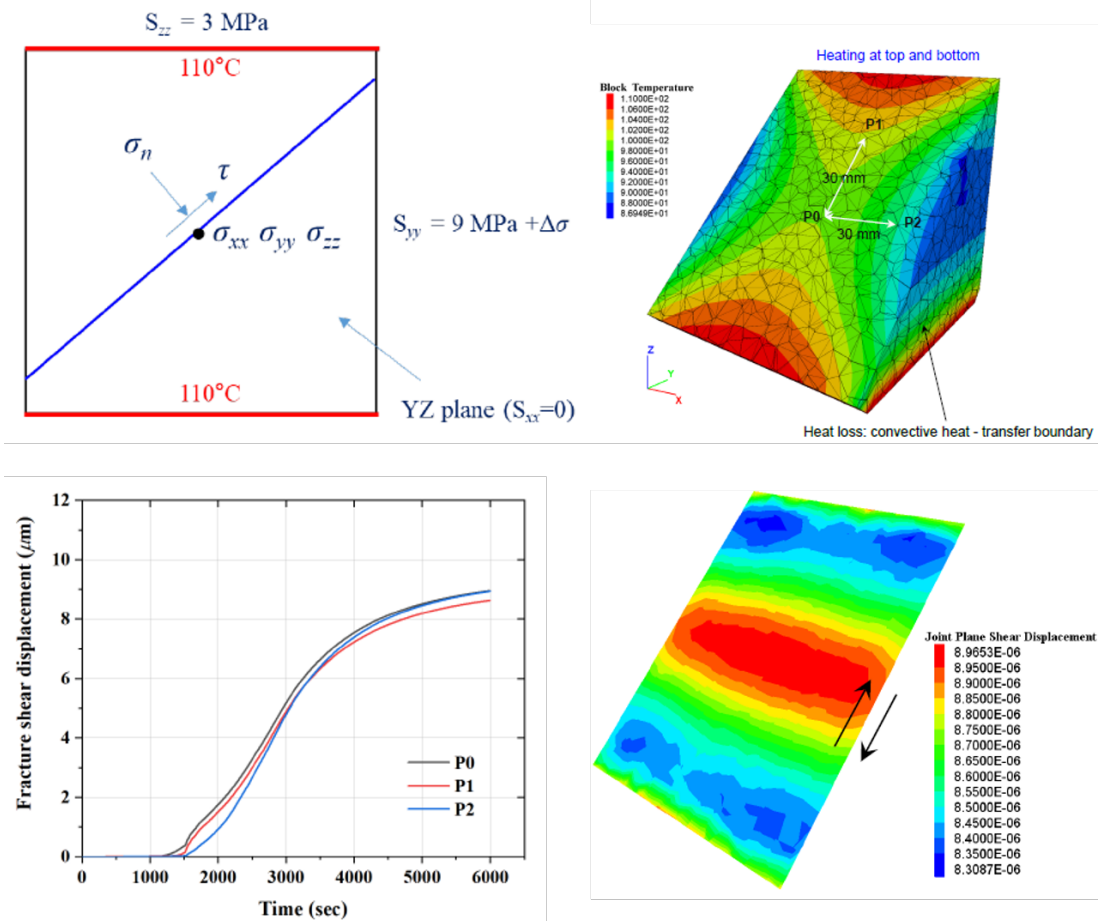 S_zz = 3 MPa
110°C
σ_n
τ
σ_xx σ_yy σ_zz
S_yy = 9 MPa +Δσ
110°C
YZ plane (S_xx=0)
Heating at top and bottom
Block Temperature
1.1000E+02
1.0600E+02
1.0400E+02
1.0200E+02
1.0000E+02
9.8000E+01
9.6000E+01
9.4000E+01
9.2000E+01
9.0000E+01
8.8000E+01
8.6949E+01
P1
30 mm
P0
P2
30 mm
Z
Y
X
Heat loss: convective heat - transfer boundary
Fracture shear displacement (μm)
12
10
8
6
4
2
0
P0
P1
P2
0 1000 2000 3000 4000 5000 6000
Time (sec)
Joint Plane Shear Displacement
8.9653E-06
8.9500E-06
8.9000E-06
8.8500E-06
8.8000E-06
8.7500E-06
8.7000E-06
8.6500E-06
8.6000E-06
8.5500E-06
8.5000E-06
8.4500E-06
8.4000E-06
8.3500E-06
8.3087E-06